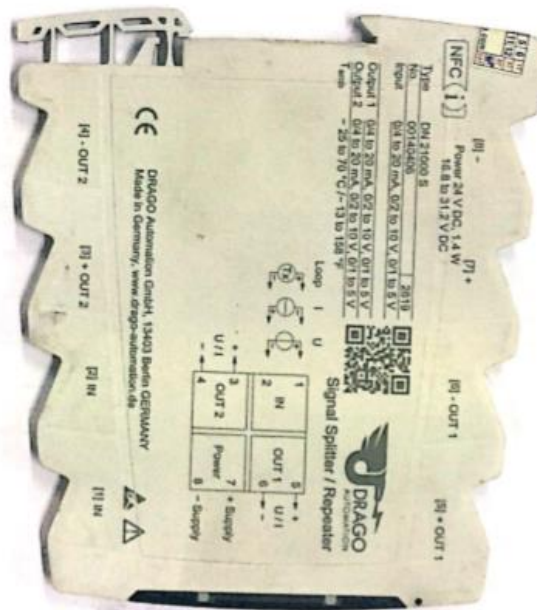 NFC (i)
[8] -
[7] +
[6] - OUT 1
[5] + OUT 1
Power 24 V DC, 1.4 W
16.8 to 31.2 V DC
DRAGO
AUTOMATION
Type DN 21000 S
No. 00140406 2619
Input 0/4 to 20 mA, 0/2 to 10 V, 0/1 to 5 V
Output 1 0/4 to 20 mA, 0/2 to 10 V, 0/1 to 5 V
Output 2 0/4 to 20 mA, 0/2 to 10 V, 0/1 to 5 V
Tamb - 25 to 70 °C / - 13 to 158 °F
Signal Splitter / Repeater
Loop I U
Tx
1
IN
2
5 +
OUT 1 U / I
6 -
+ 3
U / I OUT 2
- 4
7 + Supply
Power
8 - Supply
CE
DRAGO Automation GmbH, 13403 Berlin GERMANY
Made in Germany, www.drago-automation.de
[4] - OUT 2
[3] + OUT 2
[2] IN
[1] IN